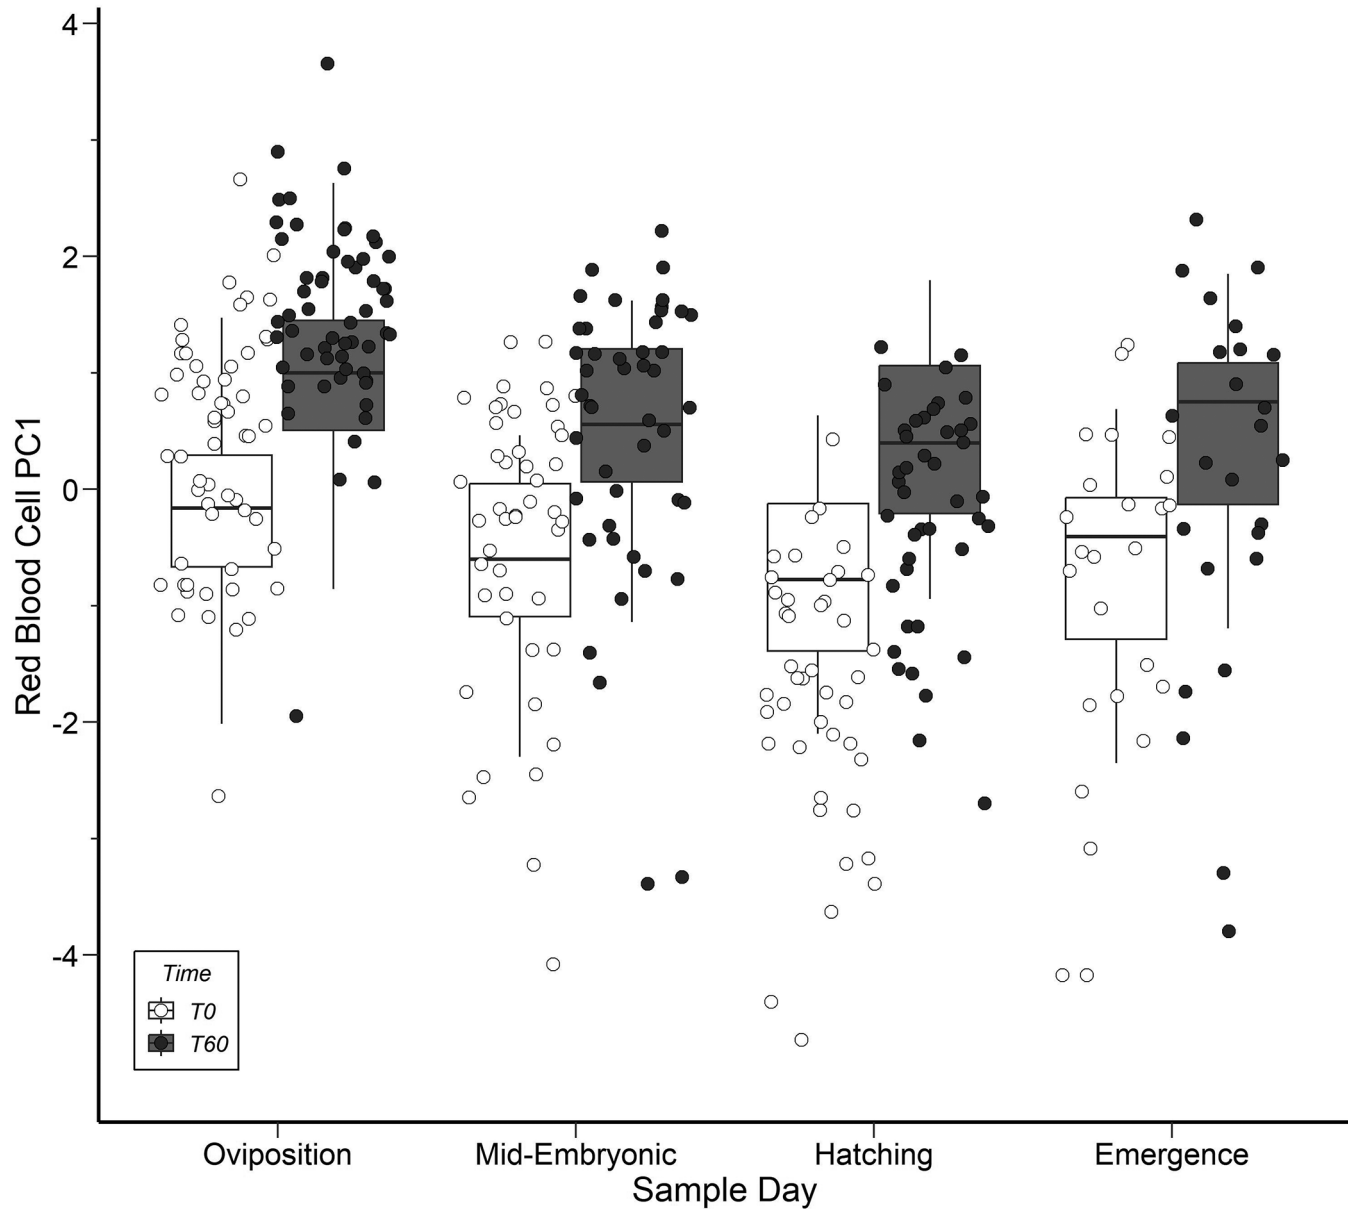 Red Blood Cell PC1
4
2
0
-2
-4
Time
T0
T60
Oviposition
Mid-Embryonic
Hatching
Emergence
Sample Day